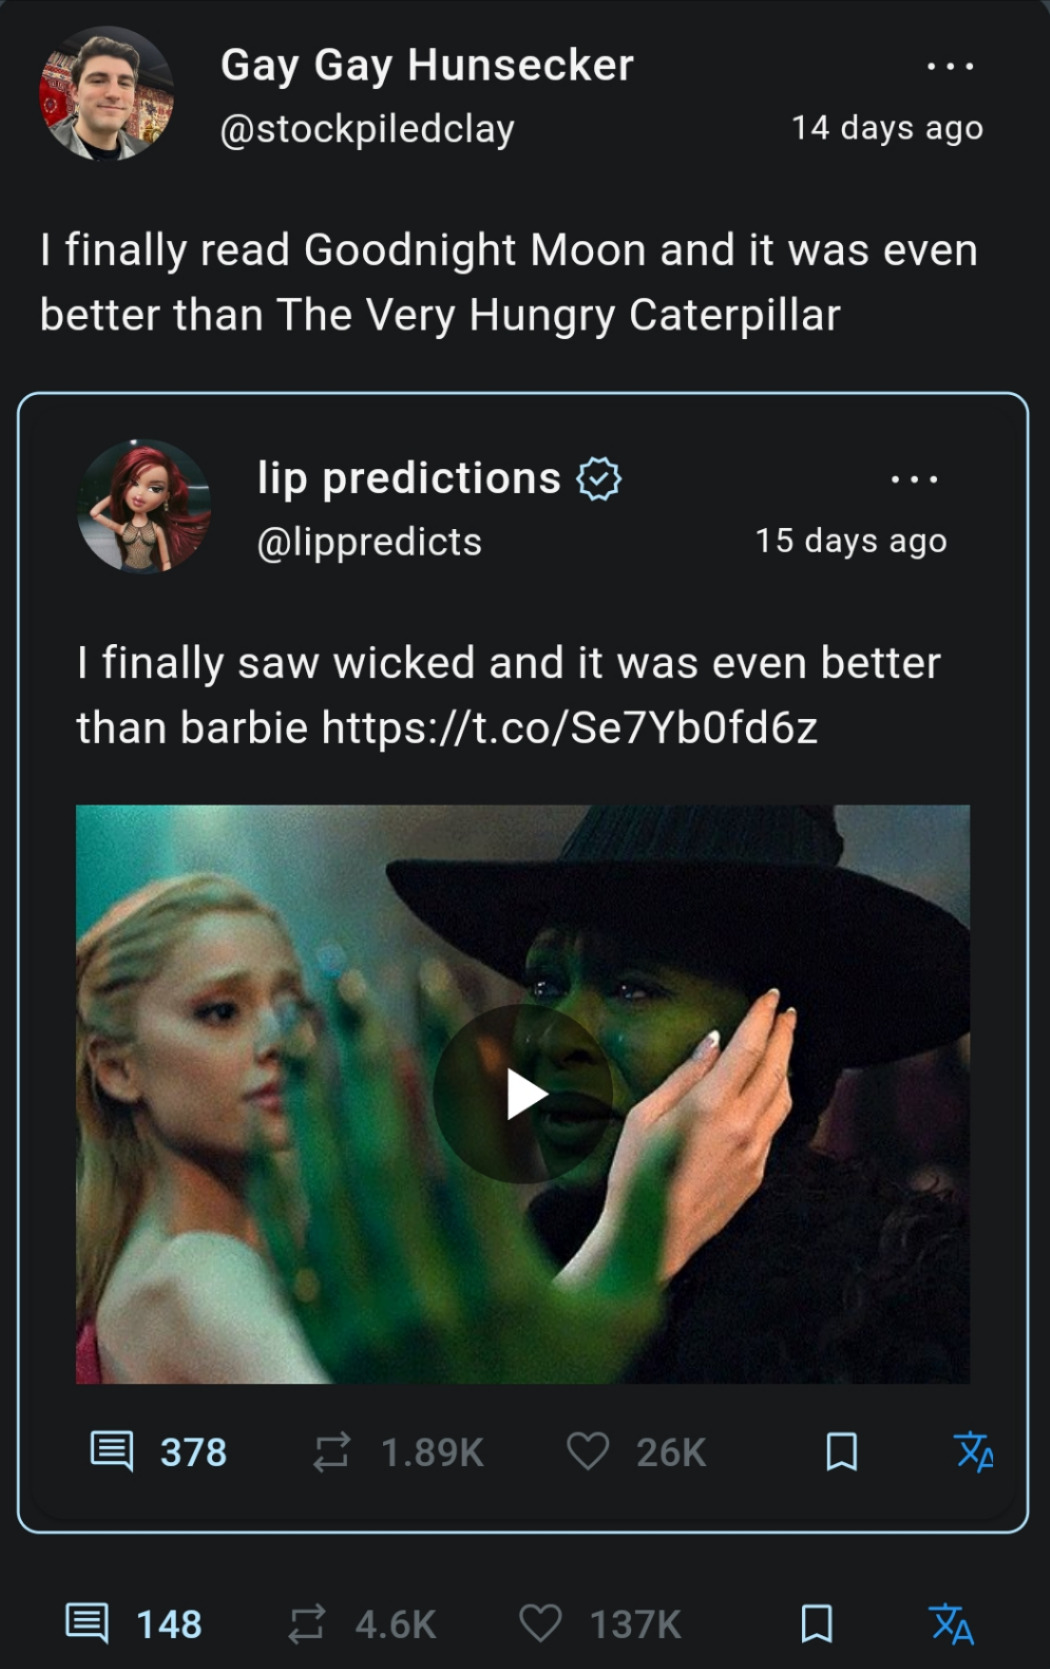 Gay Gay Hunsecker
@stockpiledclay
14 days ago
I finally read Goodnight Moon and it was even
better than The Very Hungry Caterpillar
lip predictions
@lippredicts
15 days ago
I finally saw wicked and it was even better
than barbie https://t.co/Se7Yb0fd6z
378 1.89K 26K
148 4.6K 137K